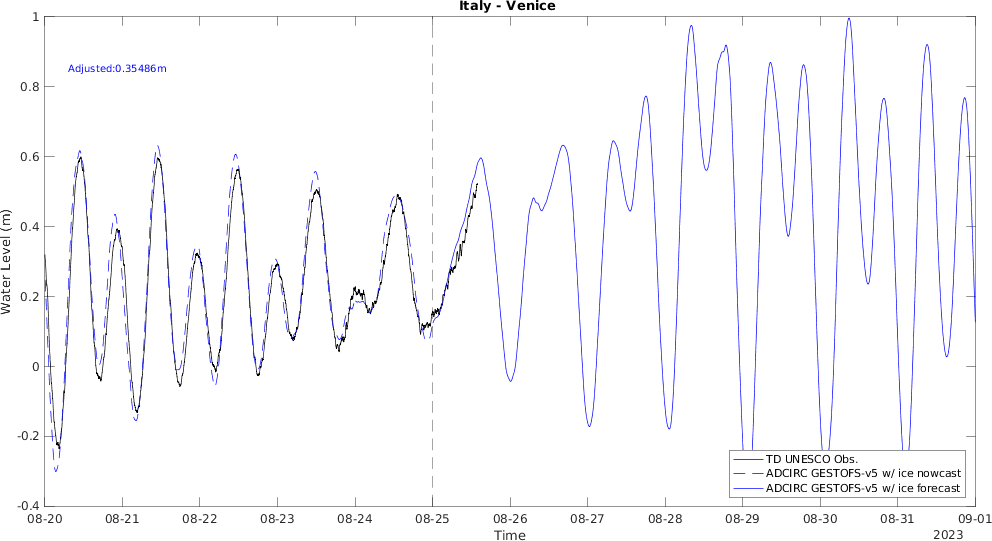 Italy - Venice
Adjusted:0.35486m
Water Level (m)
1
0.8
0.6
0.4
0.2
0
-0.2
-0.4
TD UNESCO Obs.
ADCIRC GESTOFS-v5 w/ ice nowcast
ADCIRC GESTOFS-v5 w/ ice forecast
08-20 08-21 08-22 08-23 08-24 08-25 08-26 08-27 08-28 08-29 08-30 08-31 09-01
Time
2023